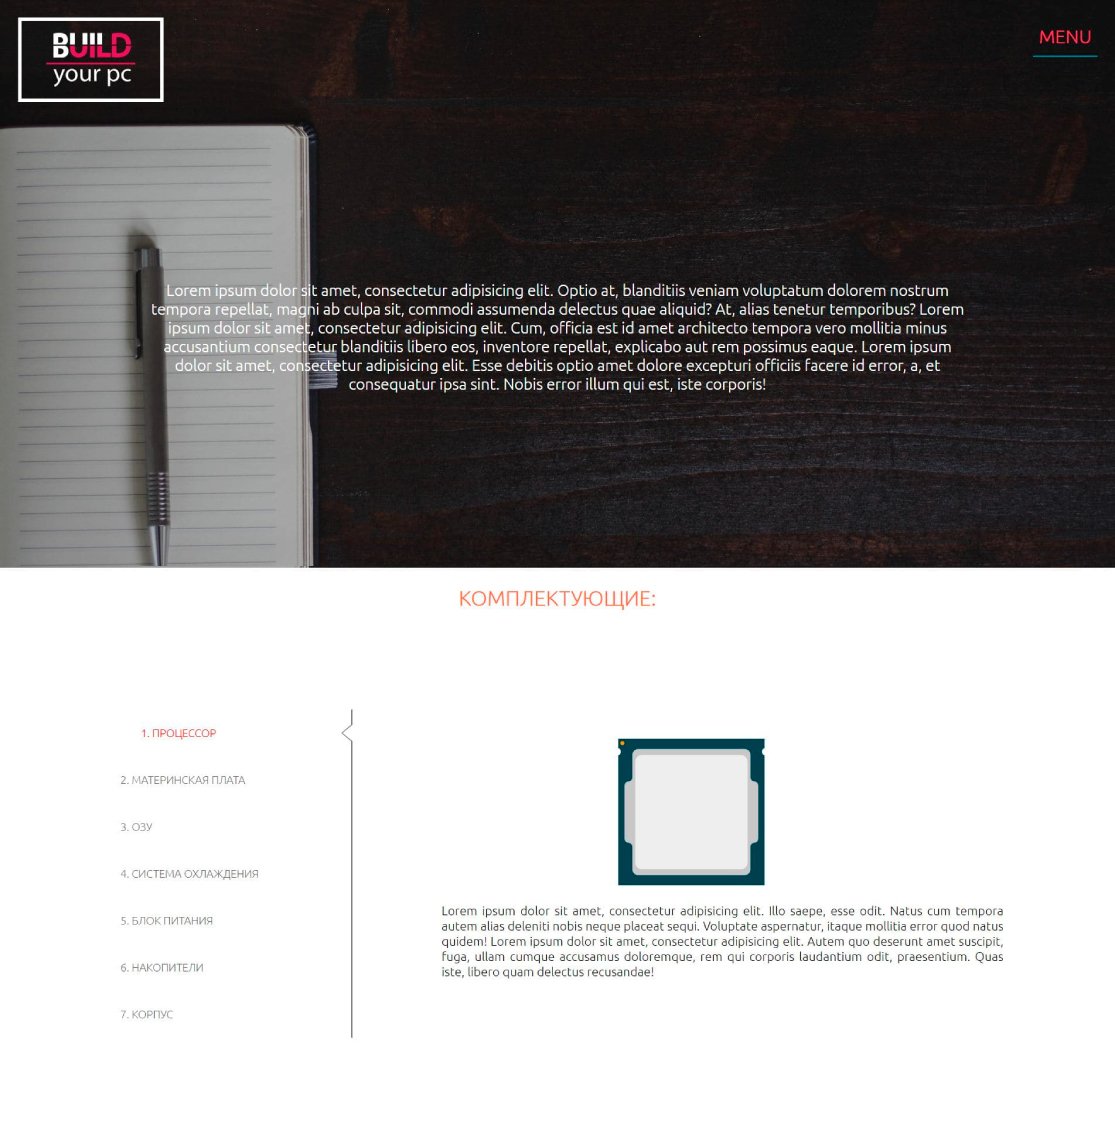 BUILD
your pc
MENU
Lorem ipsum dolor sit amet, consectetur adipisicing elit. Optio at, blanditiis veniam voluptatum dolorem nostrum
tempora repellat, magni ab culpa sit, commodi assumenda delectus quae aliquid? At, alias tenetur temporibus? Lorem
ipsum dolor sit amet, consectetur adipisicing elit. Cum, officia est id amet architecto tempora vero mollitia minus
accusantium consectetur blanditiis libero eos, inventore repellat, explicabo aut rem possimus eaque. Lorem ipsum
dolor sit amet, consectetur adipisicing elit. Esse debitis optio amet dolore excepturi officiis facere id error, a, et
consequatur ipsa sint. Nobis error illum qui est, iste corporis!
КОМПЛЕКТУЮЩИЕ:
1. ПРОЦЕССОР
2. МАТЕРИНСКАЯ ПЛАТА
3. ОЗУ
4. СИСТЕМА ОХЛАЖДЕНИЯ
5. БЛОК ПИТАНИЯ
6. НАКОПИТЕЛИ
7. КОРПУС
Lorem ipsum dolor sit amet, consectetur adipisicing elit. Illo saepe, esse odit. Natus cum tempora
autem alias deleniti nobis neque placeat sequi. Voluptate aspernatur, itaque mollitia error quod natus
quidem! Lorem ipsum dolor sit amet, consectetur adipisicing elit. Autem quo deserunt amet suscipit,
fuga, ullam cumque accusamus doloremque, rem qui corporis laudantium odit, praesentium. Quas
iste, libero quam delectus recusandae!